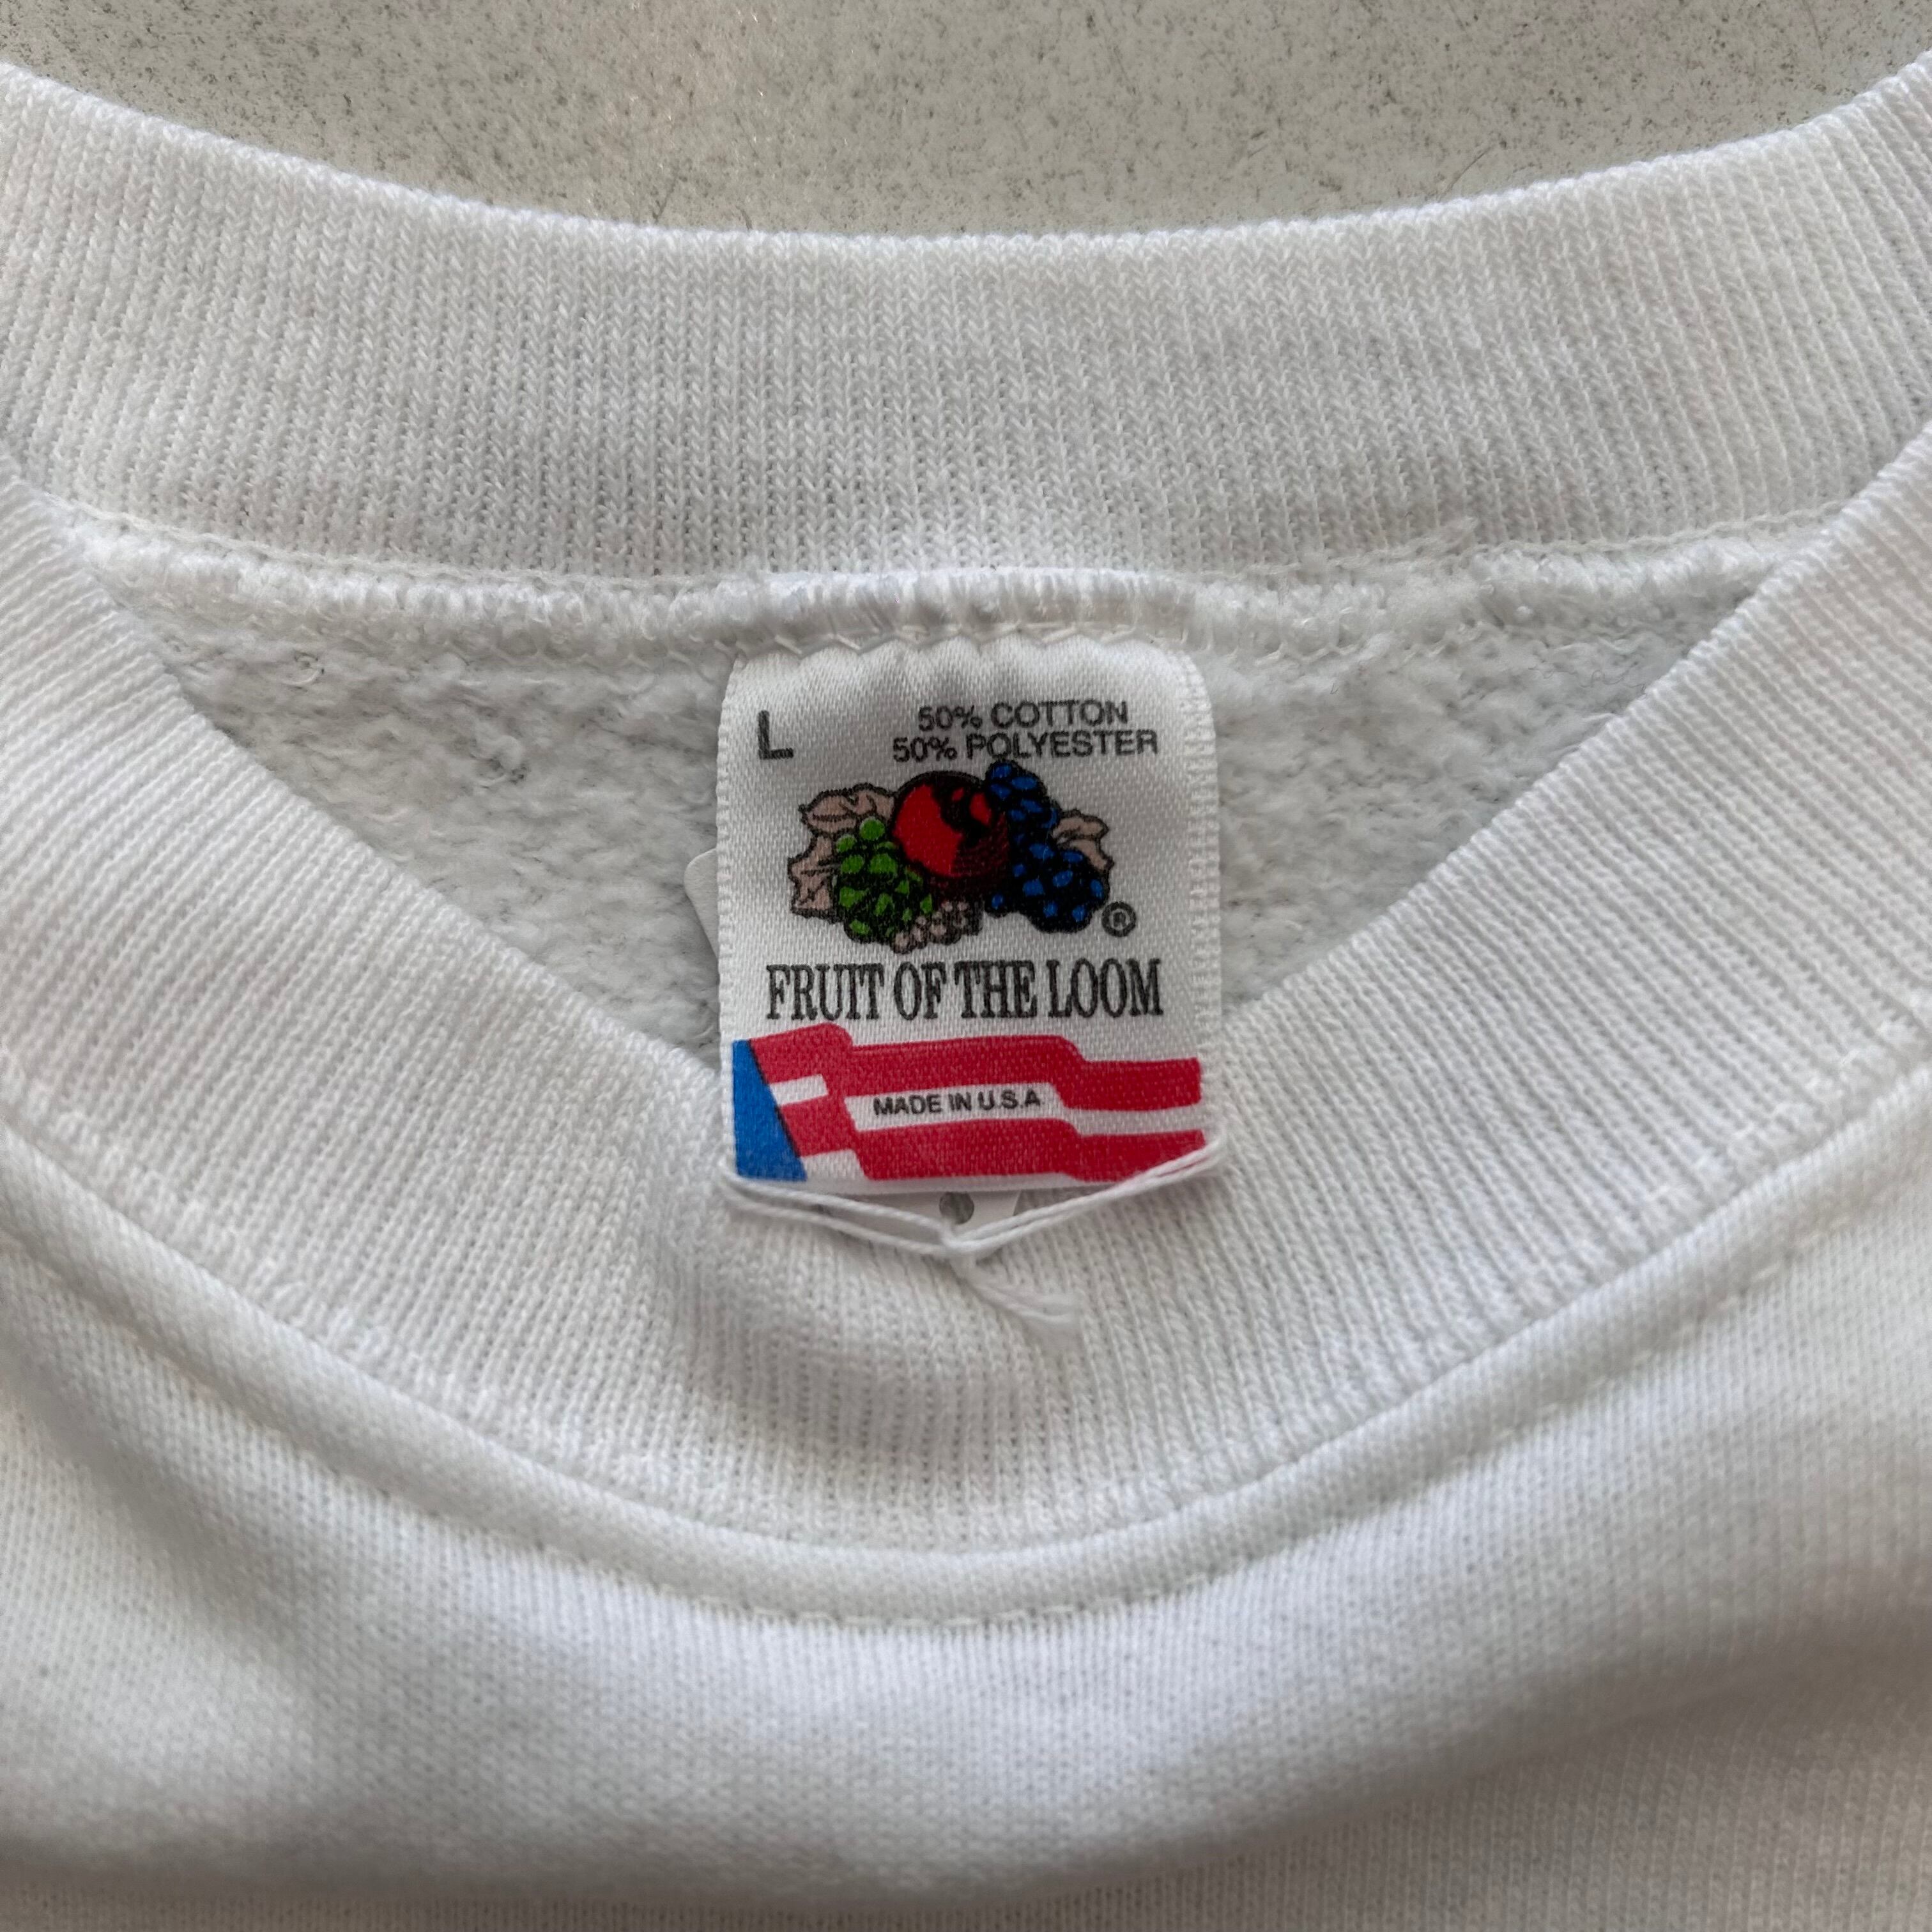 L
50% COTTON
50% POLYESTER
®
FRUIT OF THE LOOM
MADE IN U.S.A